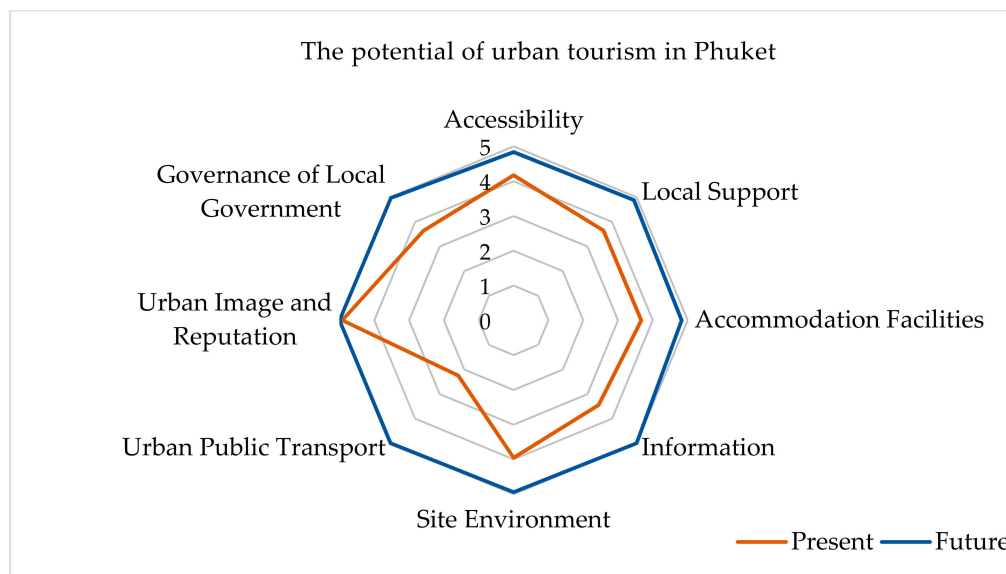 The potential of urban tourism in Phuket
Accessibility
5
4
3
2
1
0
Local Support
Accommodation Facilities
Information
Site Environment
Urban Public Transport
Urban Image and
Reputation
Governance of Local
Government
Present
Future